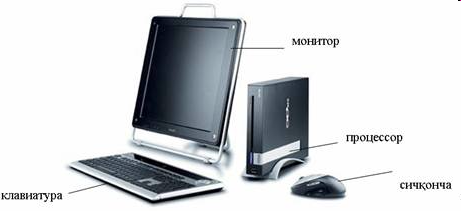 монитор
процессор
сичқонча
клавиатура